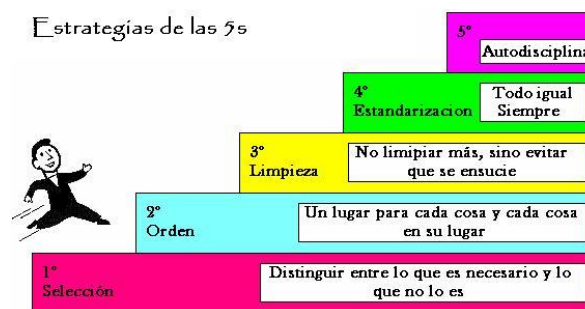 Estrategias de las 5s
5°
Autodisciplina
4°
Estandarizacion
Todo igual
Siempre
3°
Limpieza
No limipiar más, sino evitar
que se ensucie
2°
Orden
Un lugar para cada cosa y cada cosa
en su lugar
1°
Selección
Distinguir entre lo que es necesario y lo
que no lo es